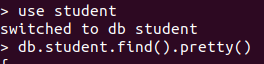 > use student
switched to db student
> db.student.find().pretty()
{